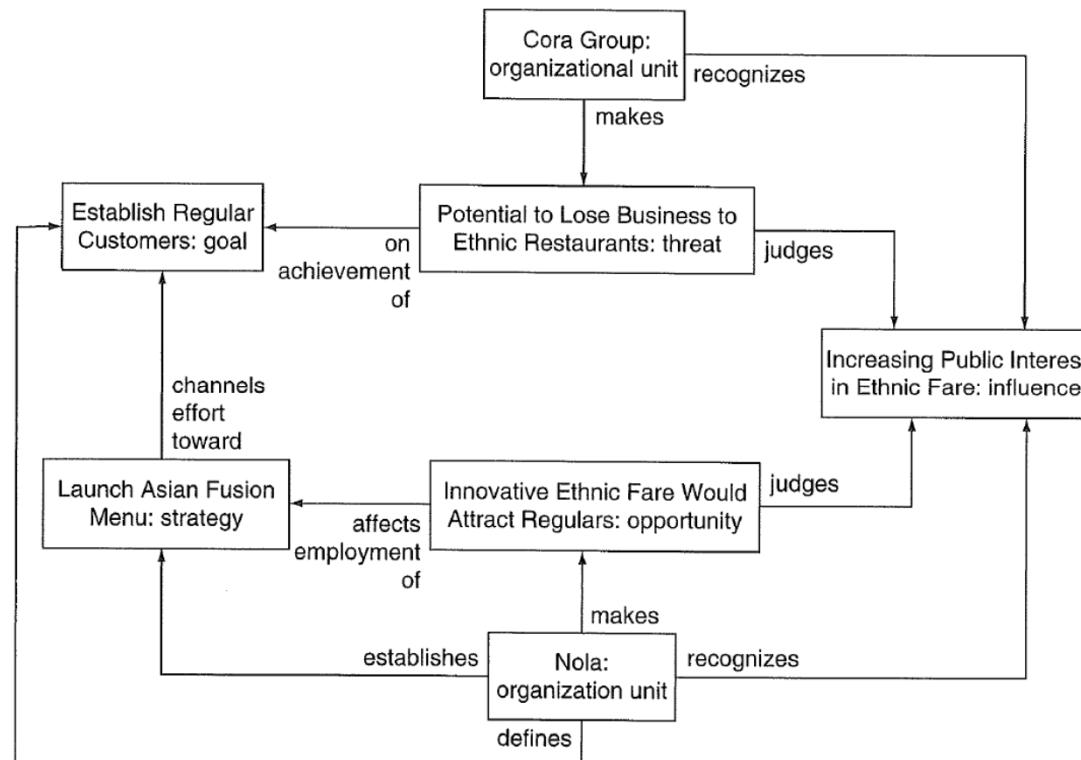 Cora Group:
organizational unit
recognizes
makes
Establish Regular
Customers: goal
on
achievement
of
Potential to Lose Business to
Ethnic Restaurants: threat
judges
Increasing Public Interes
in Ethnic Fare: influence
channels
effort
toward
Launch Asian Fusion
Menu: strategy
affects
employment
of
Innovative Ethnic Fare Would
Attract Regulars: opportunity
judges
makes
establishes
Nola:
organization unit
recognizes
defines